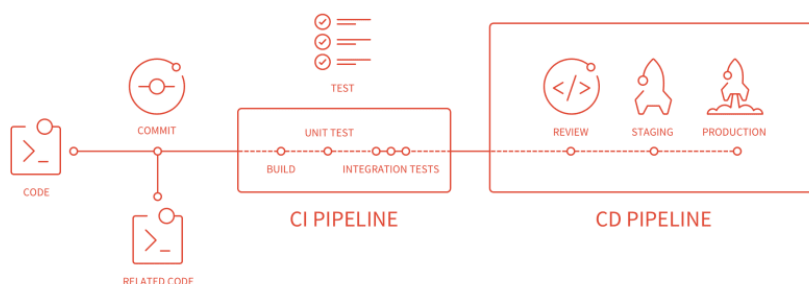 TEST
COMMIT
REVIEW
STAGING
PRODUCTION
UNIT TEST
BUILD
INTEGRATION TESTS
CODE
CI PIPELINE
CD PIPELINE
RELATED CODE